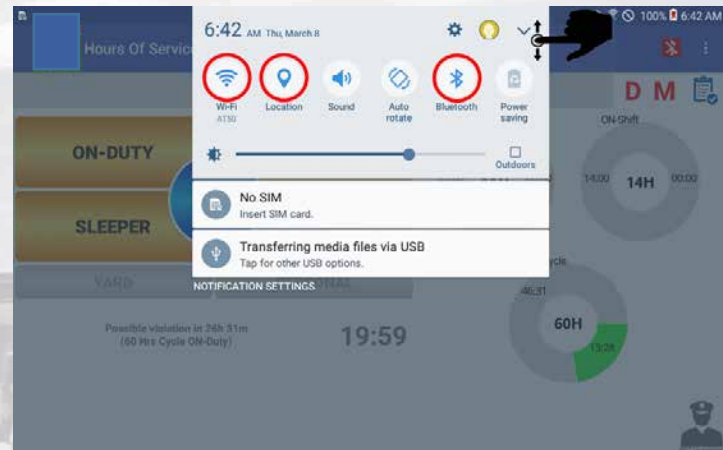 6:42 AM Thu, March 8
100% 6:42 AM
Hours Of Servic
Wi-Fi
AT50
Location
Sound
Auto
rotate
Bluetooth
Power
saving
Outdoors
D M
ON-DUTY
SLEEPER
ON-Shift
14:00
14H
00:00
No SIM
Insert SIM card.
Transferring media files via USB
Tap for other USB options.
NOTIFICATION SETTINGS
YARD
ycle
46:31
60H
13:28
Possible violation in 26h 31m
(60 Hrs Cycle ON-Duty)
19:59